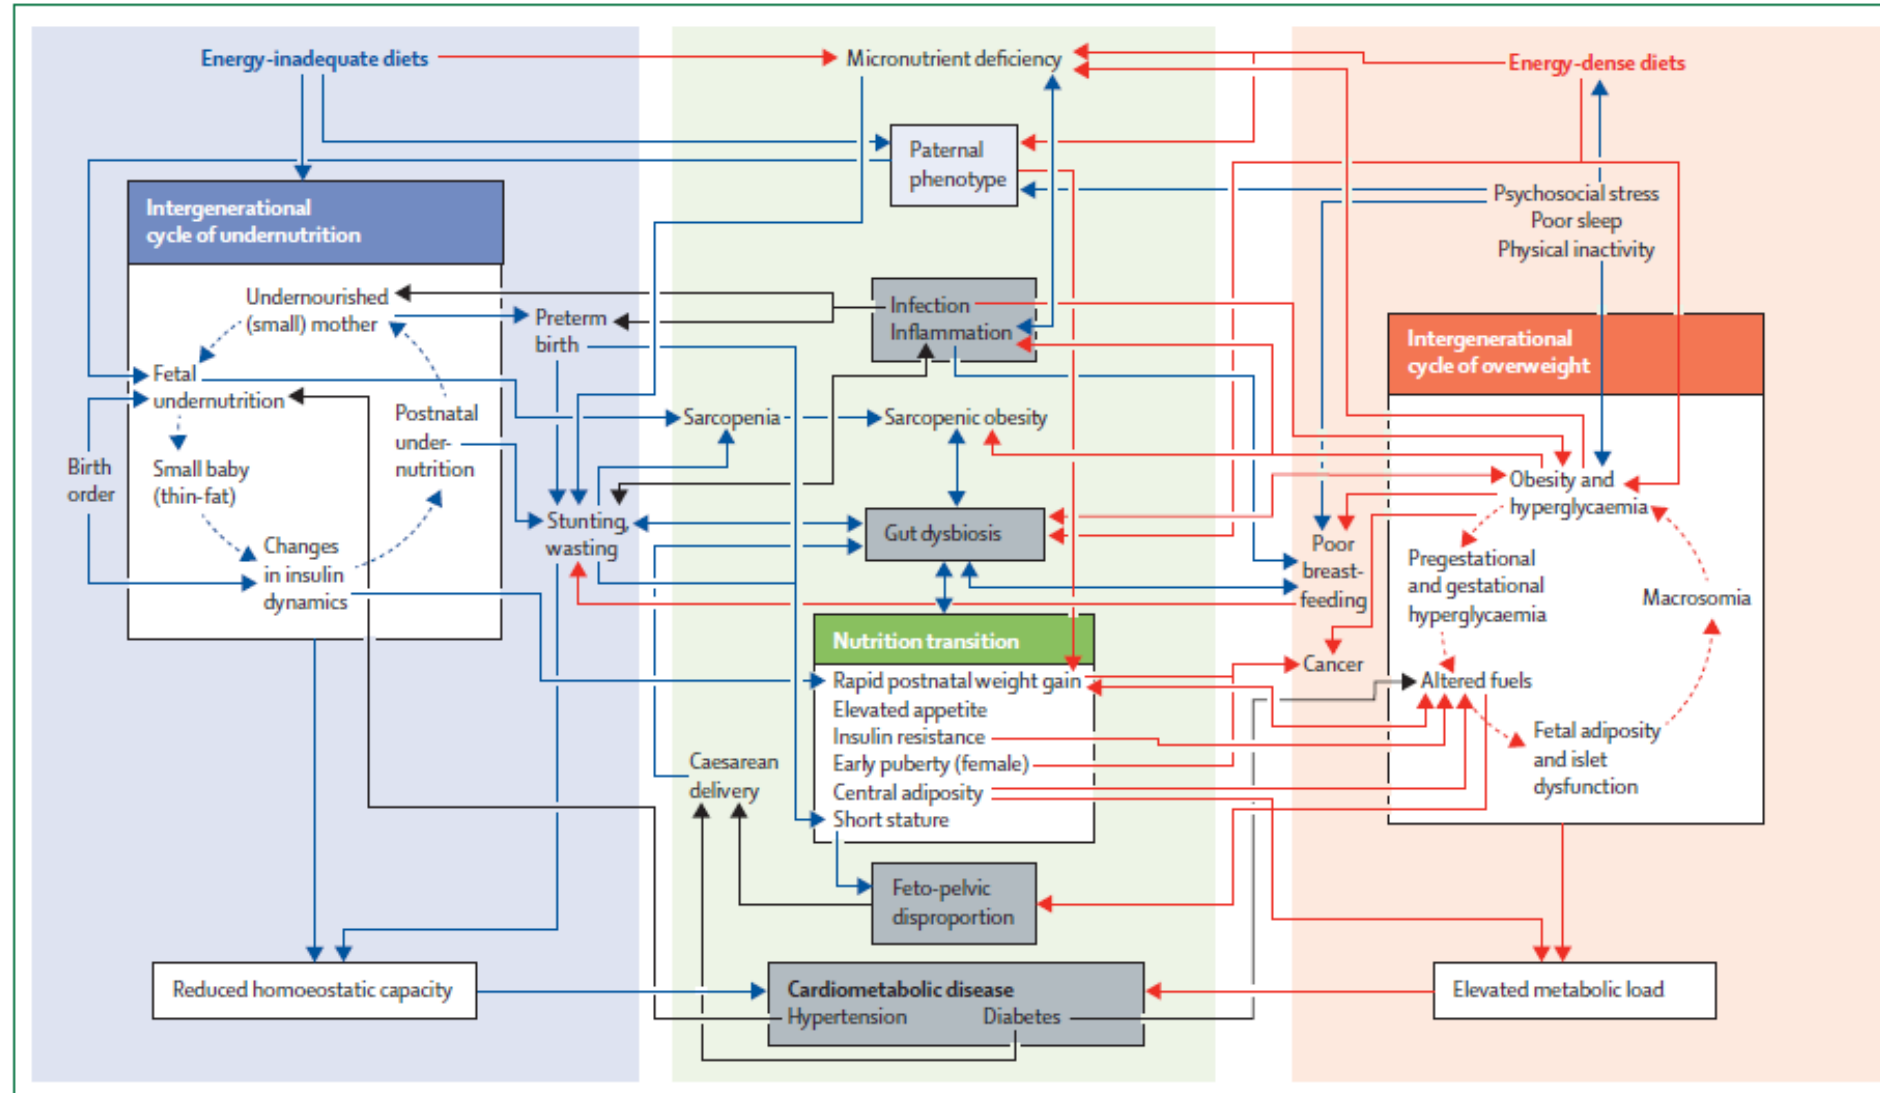 Energy-inadequate diets
Micronutrient deficiency
Energy-dense diets
Paternal
phenotype
Psychosocial stress
Poor sleep
Physical inactivity
Intergenerational
cycle of undernutrition
Undernourished
(small) mother
Preterm
birth
Fetal
undernutrition
Postnatal
under-
nutrition
Birth
order
Small baby
(thin-fat)
Changes
in insulin
dynamics
Infection
Inflammation
Sarcopenia
Sarcopenic obesity
Stunting,
wasting
Gut dysbiosis
Poor
breast-
feeding
Cancer
Intergenerational
cycle of overweight
Obesity and
hyperglycaemia
Pregestational
and gestational
hyperglycaemia
Macrosomia
Altered fuels
Fetal adiposity
and islet
dysfunction
Nutrition transition
Rapid postnatal weight gain
Elevated appetite
Insulin resistance
Early puberty (female)
Central adiposity
Short stature
Caesarean
delivery
Feto-pelvic
disproportion
Reduced homoeostatic capacity
Cardiometabolic disease
Hypertension Diabetes
Elevated metabolic load